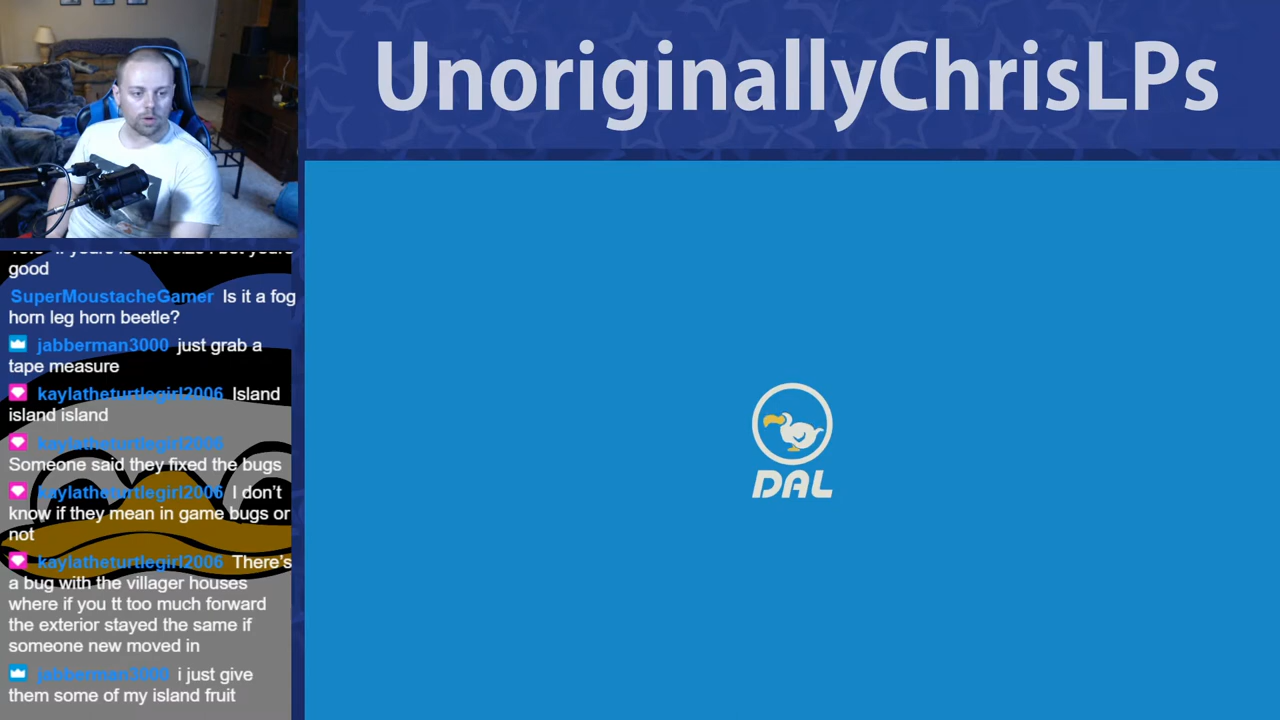 UnoriginallyChrisLPs
good
SuperMoustacheGamer Is it a fog
horn leg horn beetle?
jabberman3000 just grab a
tape measure
kaylatheturtlegirl2006 Island
island island
kaylatheturtlegirl2006
Someone said they fixed the bugs
kaylatheturtlegirl2006 I don't
know if they mean in game bugs or
not
kaylatheturtlegirl2006 There's
a bug with the villager houses
where if you tt too much forward
the exterior stayed the same if
someone new moved in
jabberman3000 i just give
them some of my island fruit
DAL